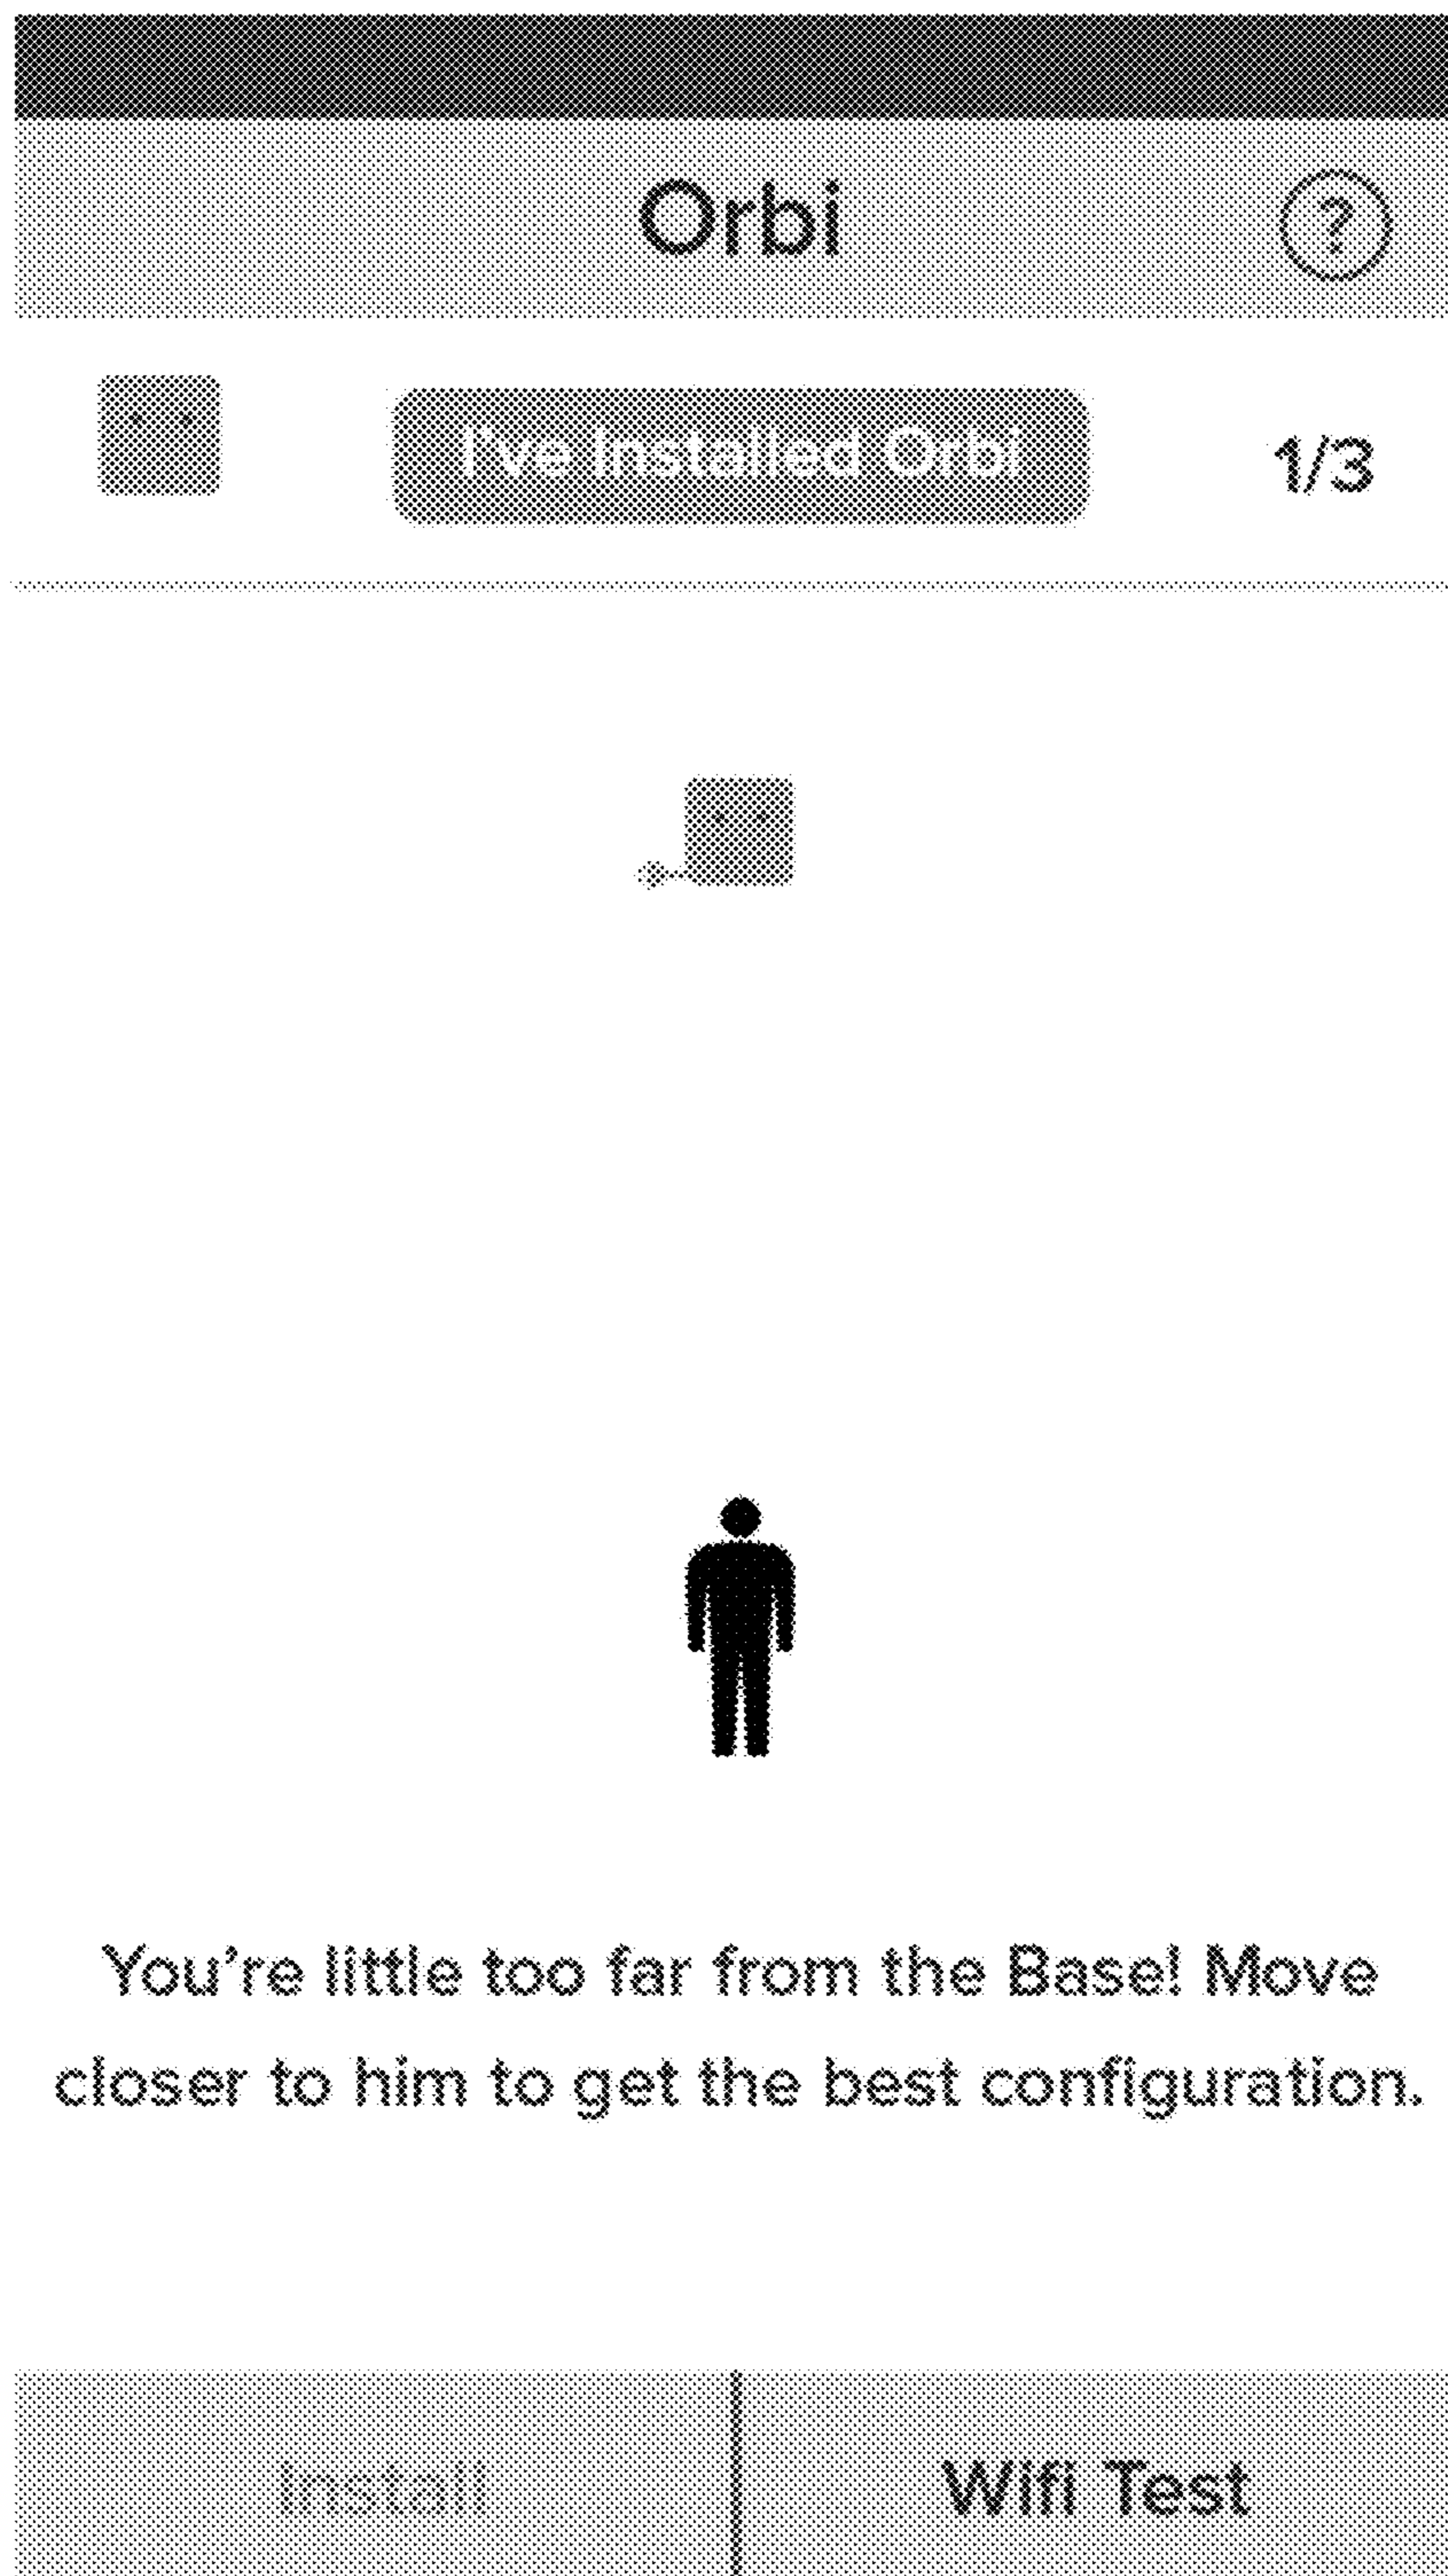 Orbi
?
I've Installed Orbi
1/3
You're little too far from the Base! Move
closer to him to get the best configuration.
Install
Wifi Test